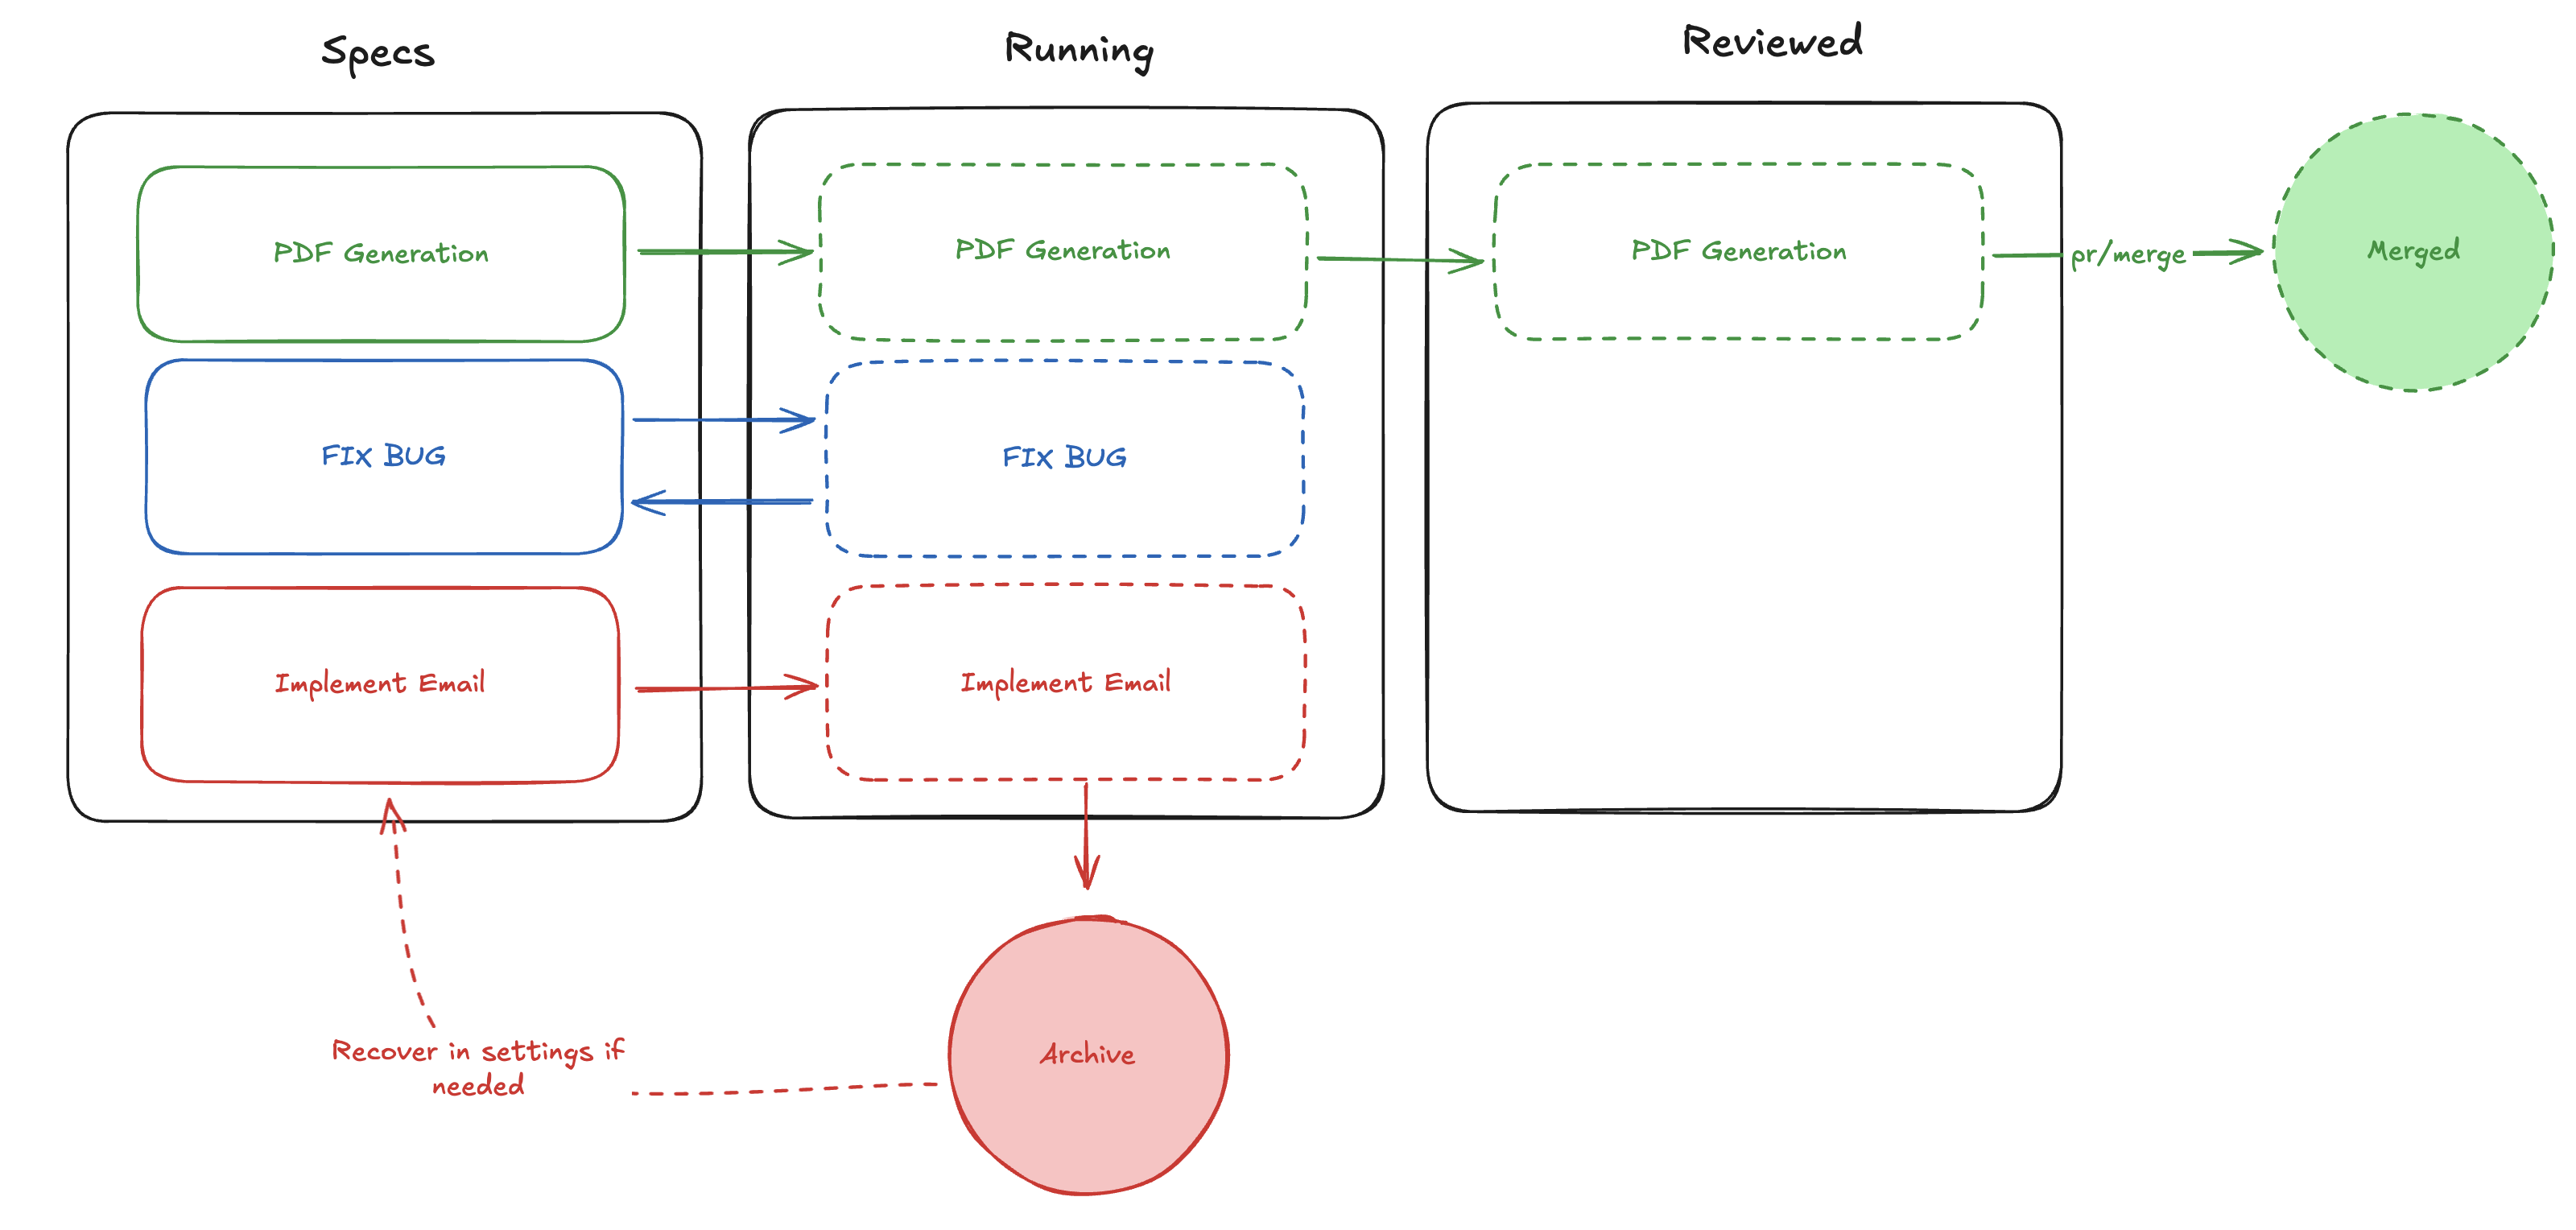 Specs
Running
Reviewed
PDF Generation
PDF Generation
PDF Generation
pr/merge
Merged
FIX BUG
FIX BUG
Implement Email
Implement Email
Recover in settings if
needed
Archive